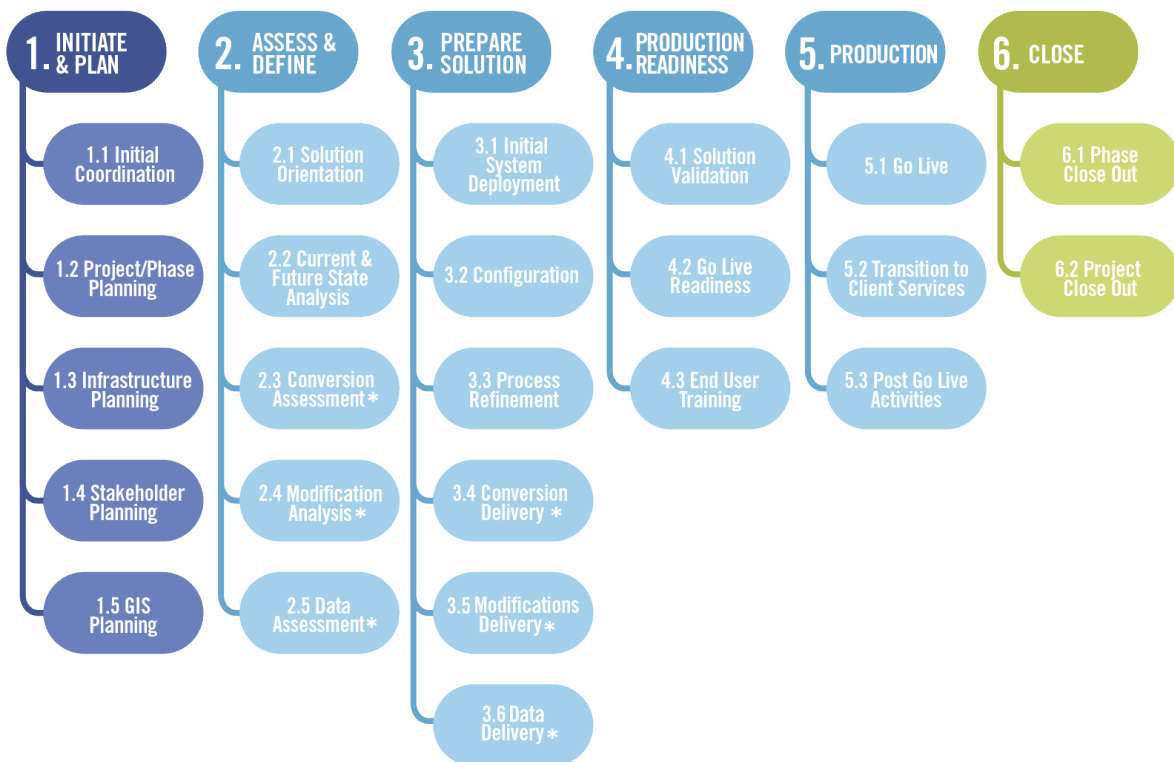 1. INITIATE
& PLAN
1.1 Initial
Coordination
1.2 Project/Phase
Planning
1.3 Infrastructure
Planning
1.4 Stakeholder
Planning
1.5 GIS
Planning
2. ASSESS &
DEFINE
2.1 Solution
Orientation
2.2 Current &
Future State
Analysis
2.3 Conversion
Assessment*
2.4 Modification
Analysis*
2.5 Data
Assessment*
3. PREPARE
SOLUTION
3.1 Initial
System
Deployment
3.2 Configuration
3.3 Process
Refinement
3.4 Conversion
Delivery *
3.5 Modifications
Delivery*
3.6 Data
Delivery*
4. PRODUCTION
READINESS
4.1 Solution
Validation
4.2 Go Live
Readiness
4.3 End User
Training
5. PRODUCTION
5.1 Go Live
5.2 Transition to
Client Services
5.3 Post Go Live
Activities
6. CLOSE
6.1 Phase
Close Out
6.2 Project
Close Out